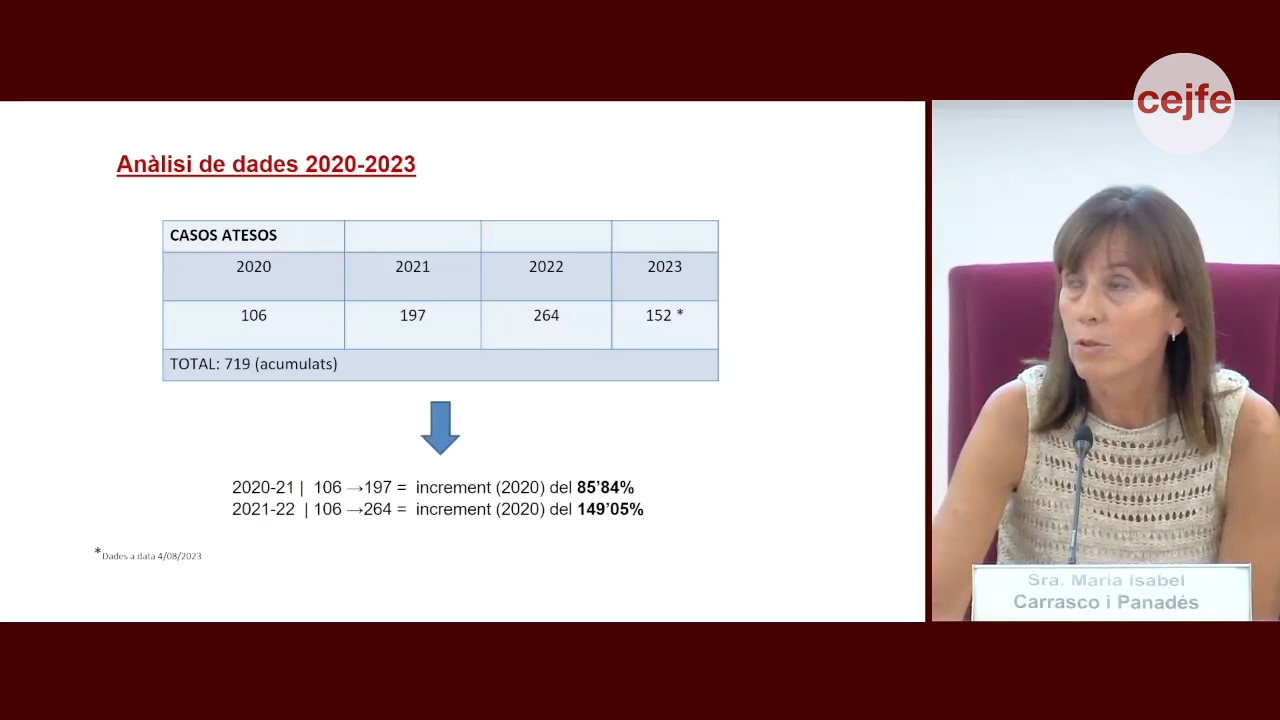 cejfe
Anàlisi de dades 2020-2023
CASOS ATESOS
2020 2021 2022 2023
106 197 264 152 *
TOTAL: 719 (acumulats)
2020-21 | 106 →197 = increment (2020) del 85'84%
2021-22 | 106 →264 = increment (2020) del 149'05%
*Dades a data 4/08/2023
Sra. Maria Isabel
Carrasco i Panadés